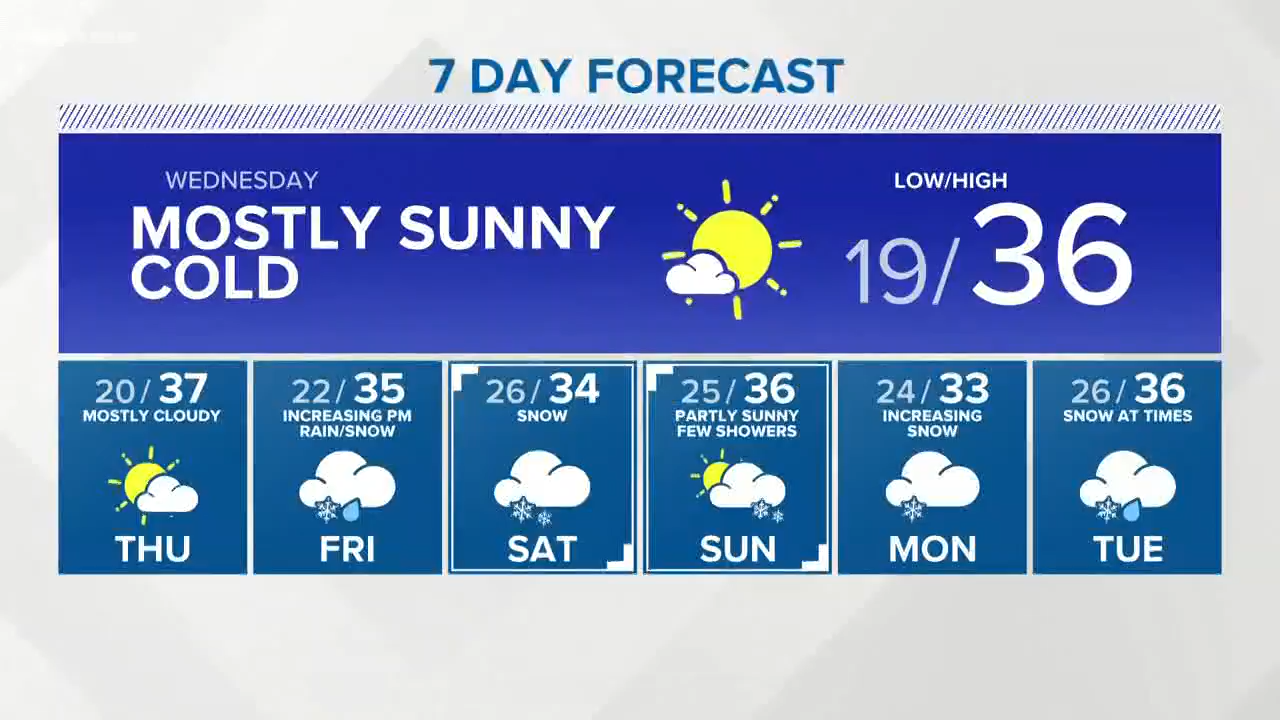 7 DAY FORECAST
WEDNESDAY
MOSTLY SUNNY
COLD
LOW/HIGH
19/36
20/37
MOSTLY CLOUDY
THU
22/35
INCREASING PM
RAIN/SNOW
FRI
26/34
SNOW
SAT
25/36
PARTLY SUNNY
FEW SHOWERS
SUN
24/33
INCREASING
SNOW
MON
26/36
SNOW AT TIMES
TUE